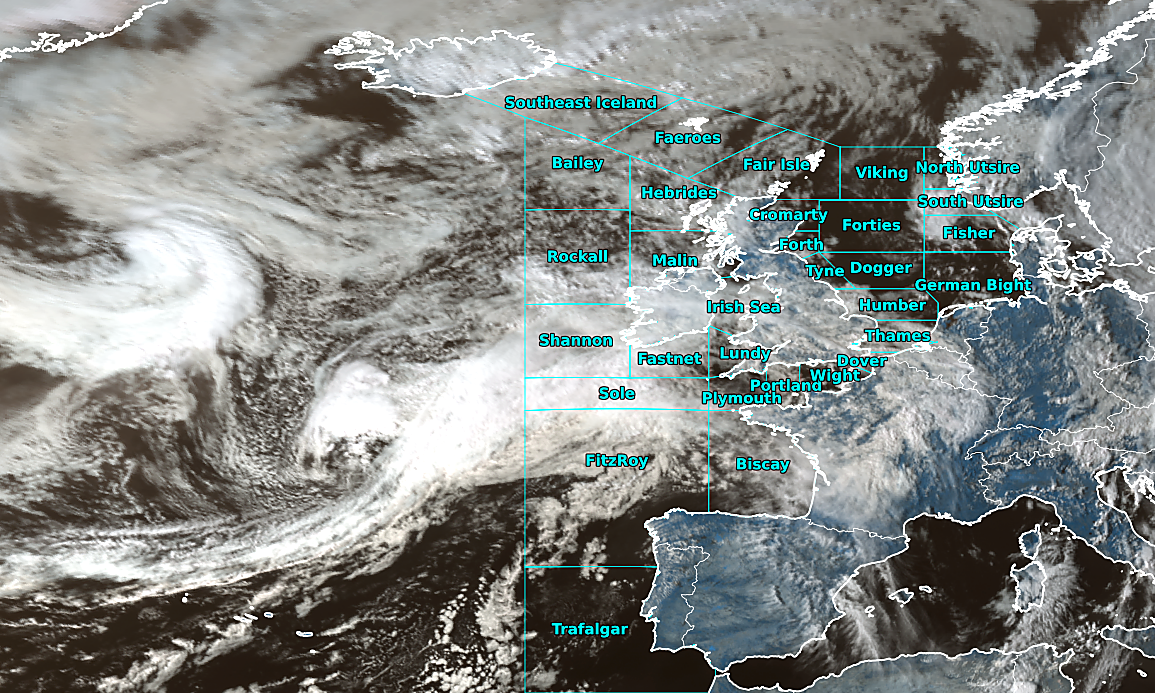 Southeast Iceland
Faeroes
Bailey
Fair Isle
Viking
North Utsire
Hebrides
South Utsire
Cromarty
Forties
Fisher
Forth
Rockall
Malin
Tyne
Dogger
German Bight
Irish Sea
Humber
Thames
Shannon
Fastnet
Lundy
Dover
Wight
Portland
Sole
Plymouth
FitzRoy
Biscay
Trafalgar